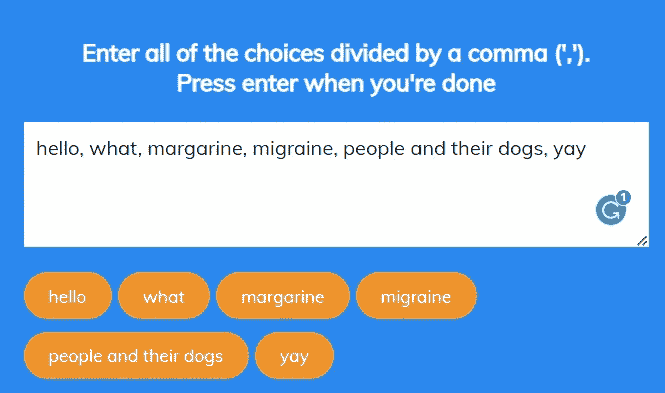 Enter all of the choices divided by a comma (',').
Press enter when you're done
hello, what, margarine, migraine, people and their dogs, yay
1
hello
what
margarine
migraine
people and their dogs
yay